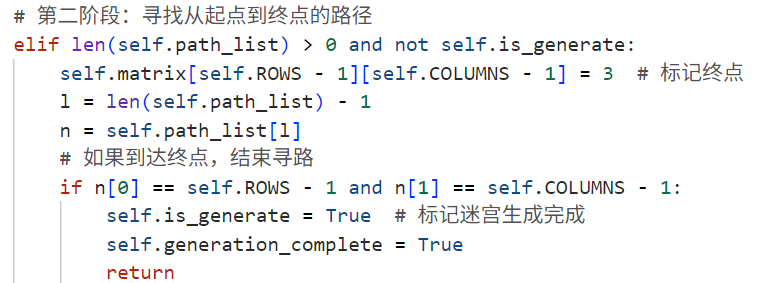 # 第二阶段：寻找从起点到终点的路径
elif len(self.path_list) > 0 and not self.is_generate:
    self.matrix[self.ROWS - 1][self.COLUMNS - 1] = 3  # 标记终点
    l = len(self.path_list) - 1
    n = self.path_list[l]
    # 如果到达终点，结束寻路
    if n[0] == self.ROWS - 1 and n[1] == self.COLUMNS - 1:
        self.is_generate = True  # 标记迷宫生成完成
        self.generation_complete = True
        return